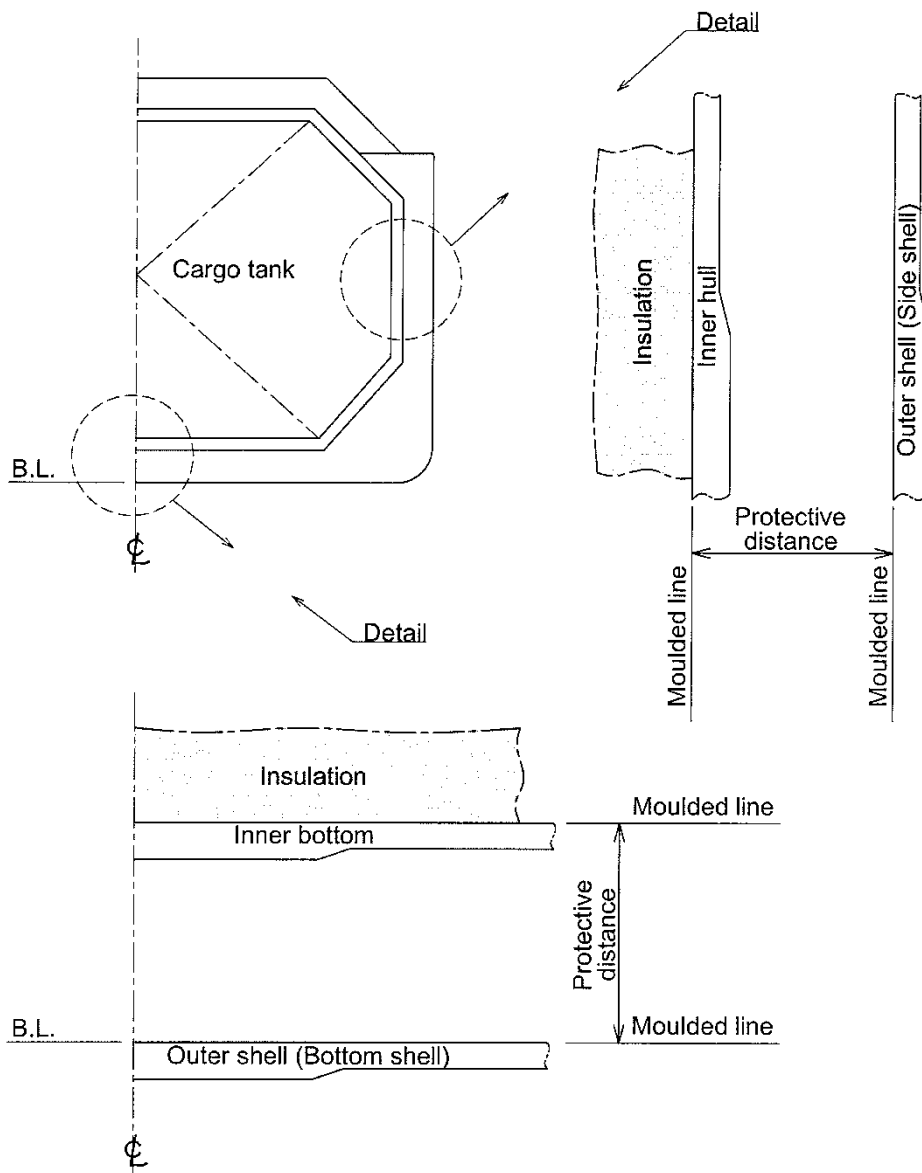 Detail
Cargo tank
B.L.
℄
Insulation
Inner hull
Outer shell (Side shell)
Protective
distance
Moulded line
Moulded line
Detail
Insulation
Moulded line
Inner bottom
Protective
distance
B.L.
Moulded line
Outer shell (Bottom shell)
℄